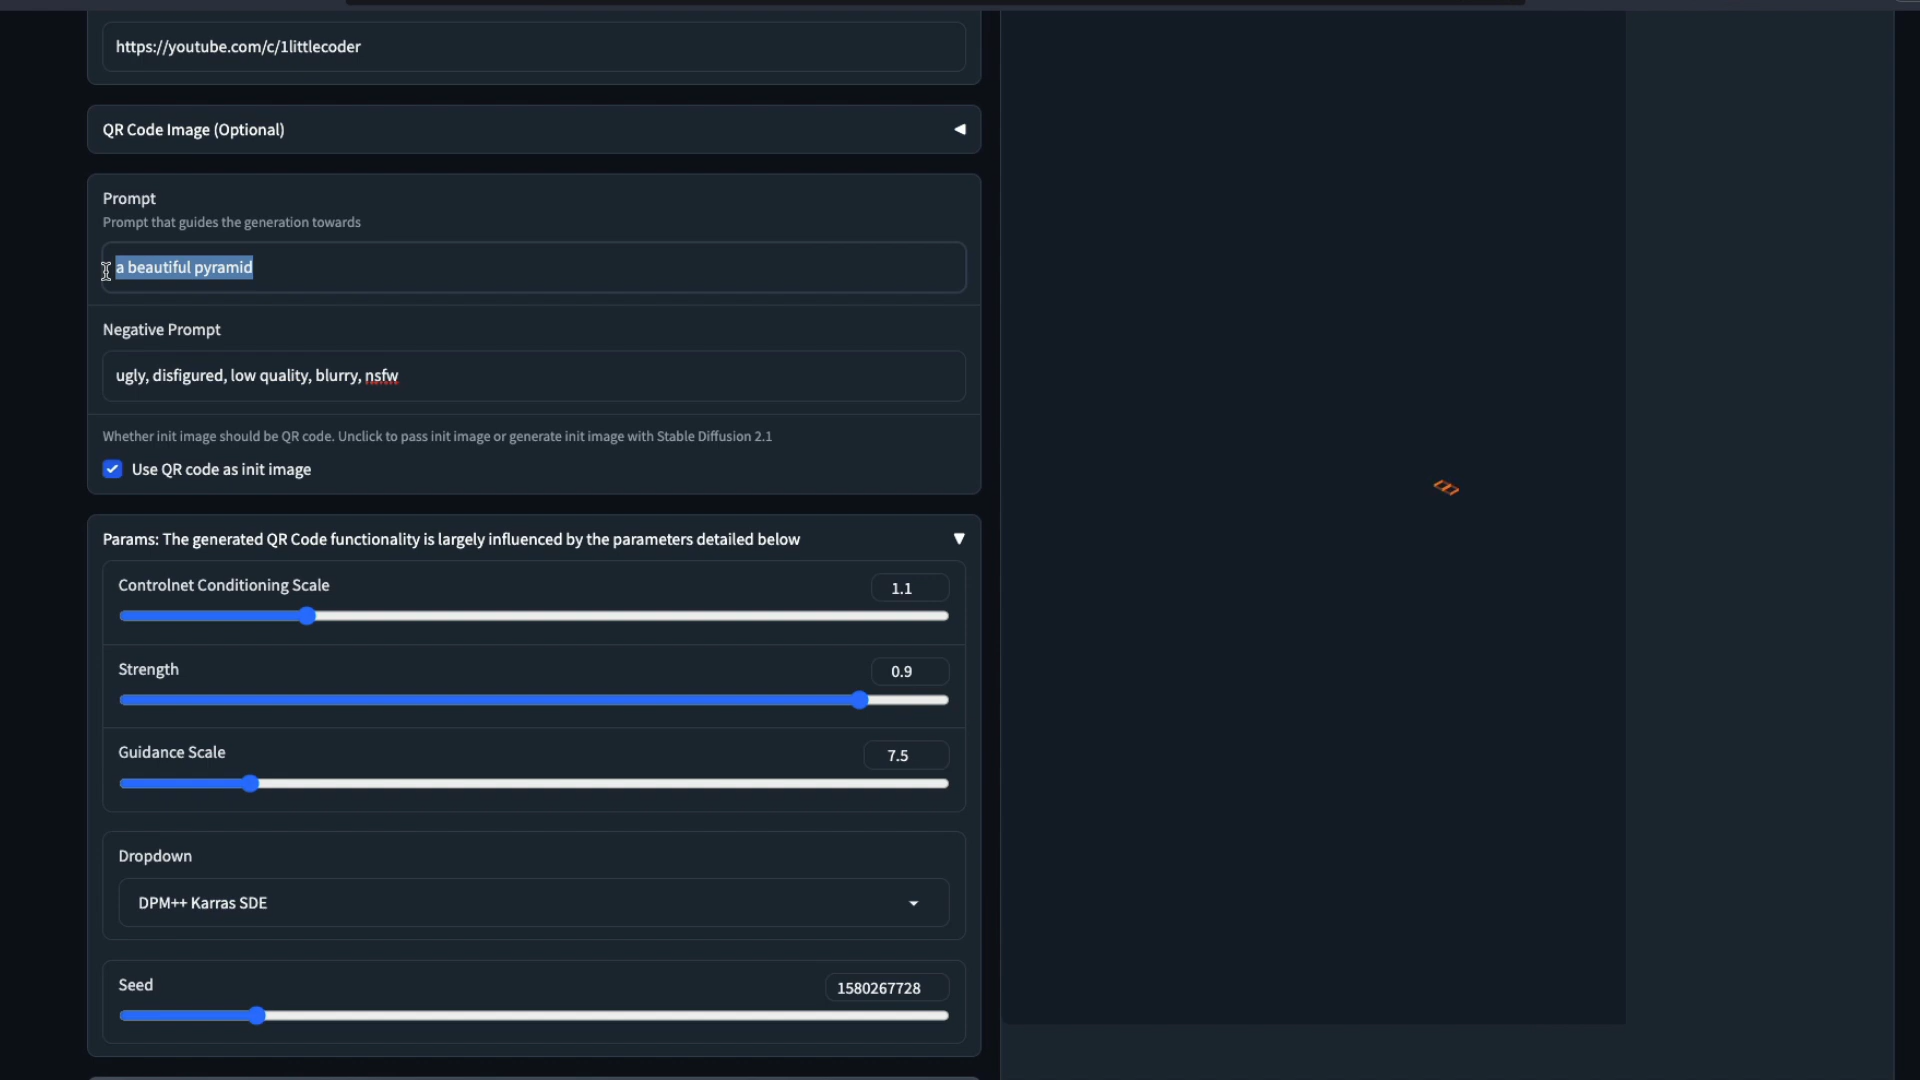 https://youtube.com/c/1littlecoder
QR Code Image (Optional)
Prompt
Prompt that guides the generation towards
a beautiful pyramid
Negative Prompt
ugly, disfigured, low quality, blurry, nsfw
Whether init image should be QR code. Unclick to pass init image or generate init image with Stable Diffusion 2.1
Use QR code as init image
Params: The generated QR Code functionality is largely influenced by the parameters detailed below
Controlnet Conditioning Scale
1.1
Strength
0.9
Guidance Scale
7.5
Dropdown
DPM++ Karras SDE
Seed
1580267728